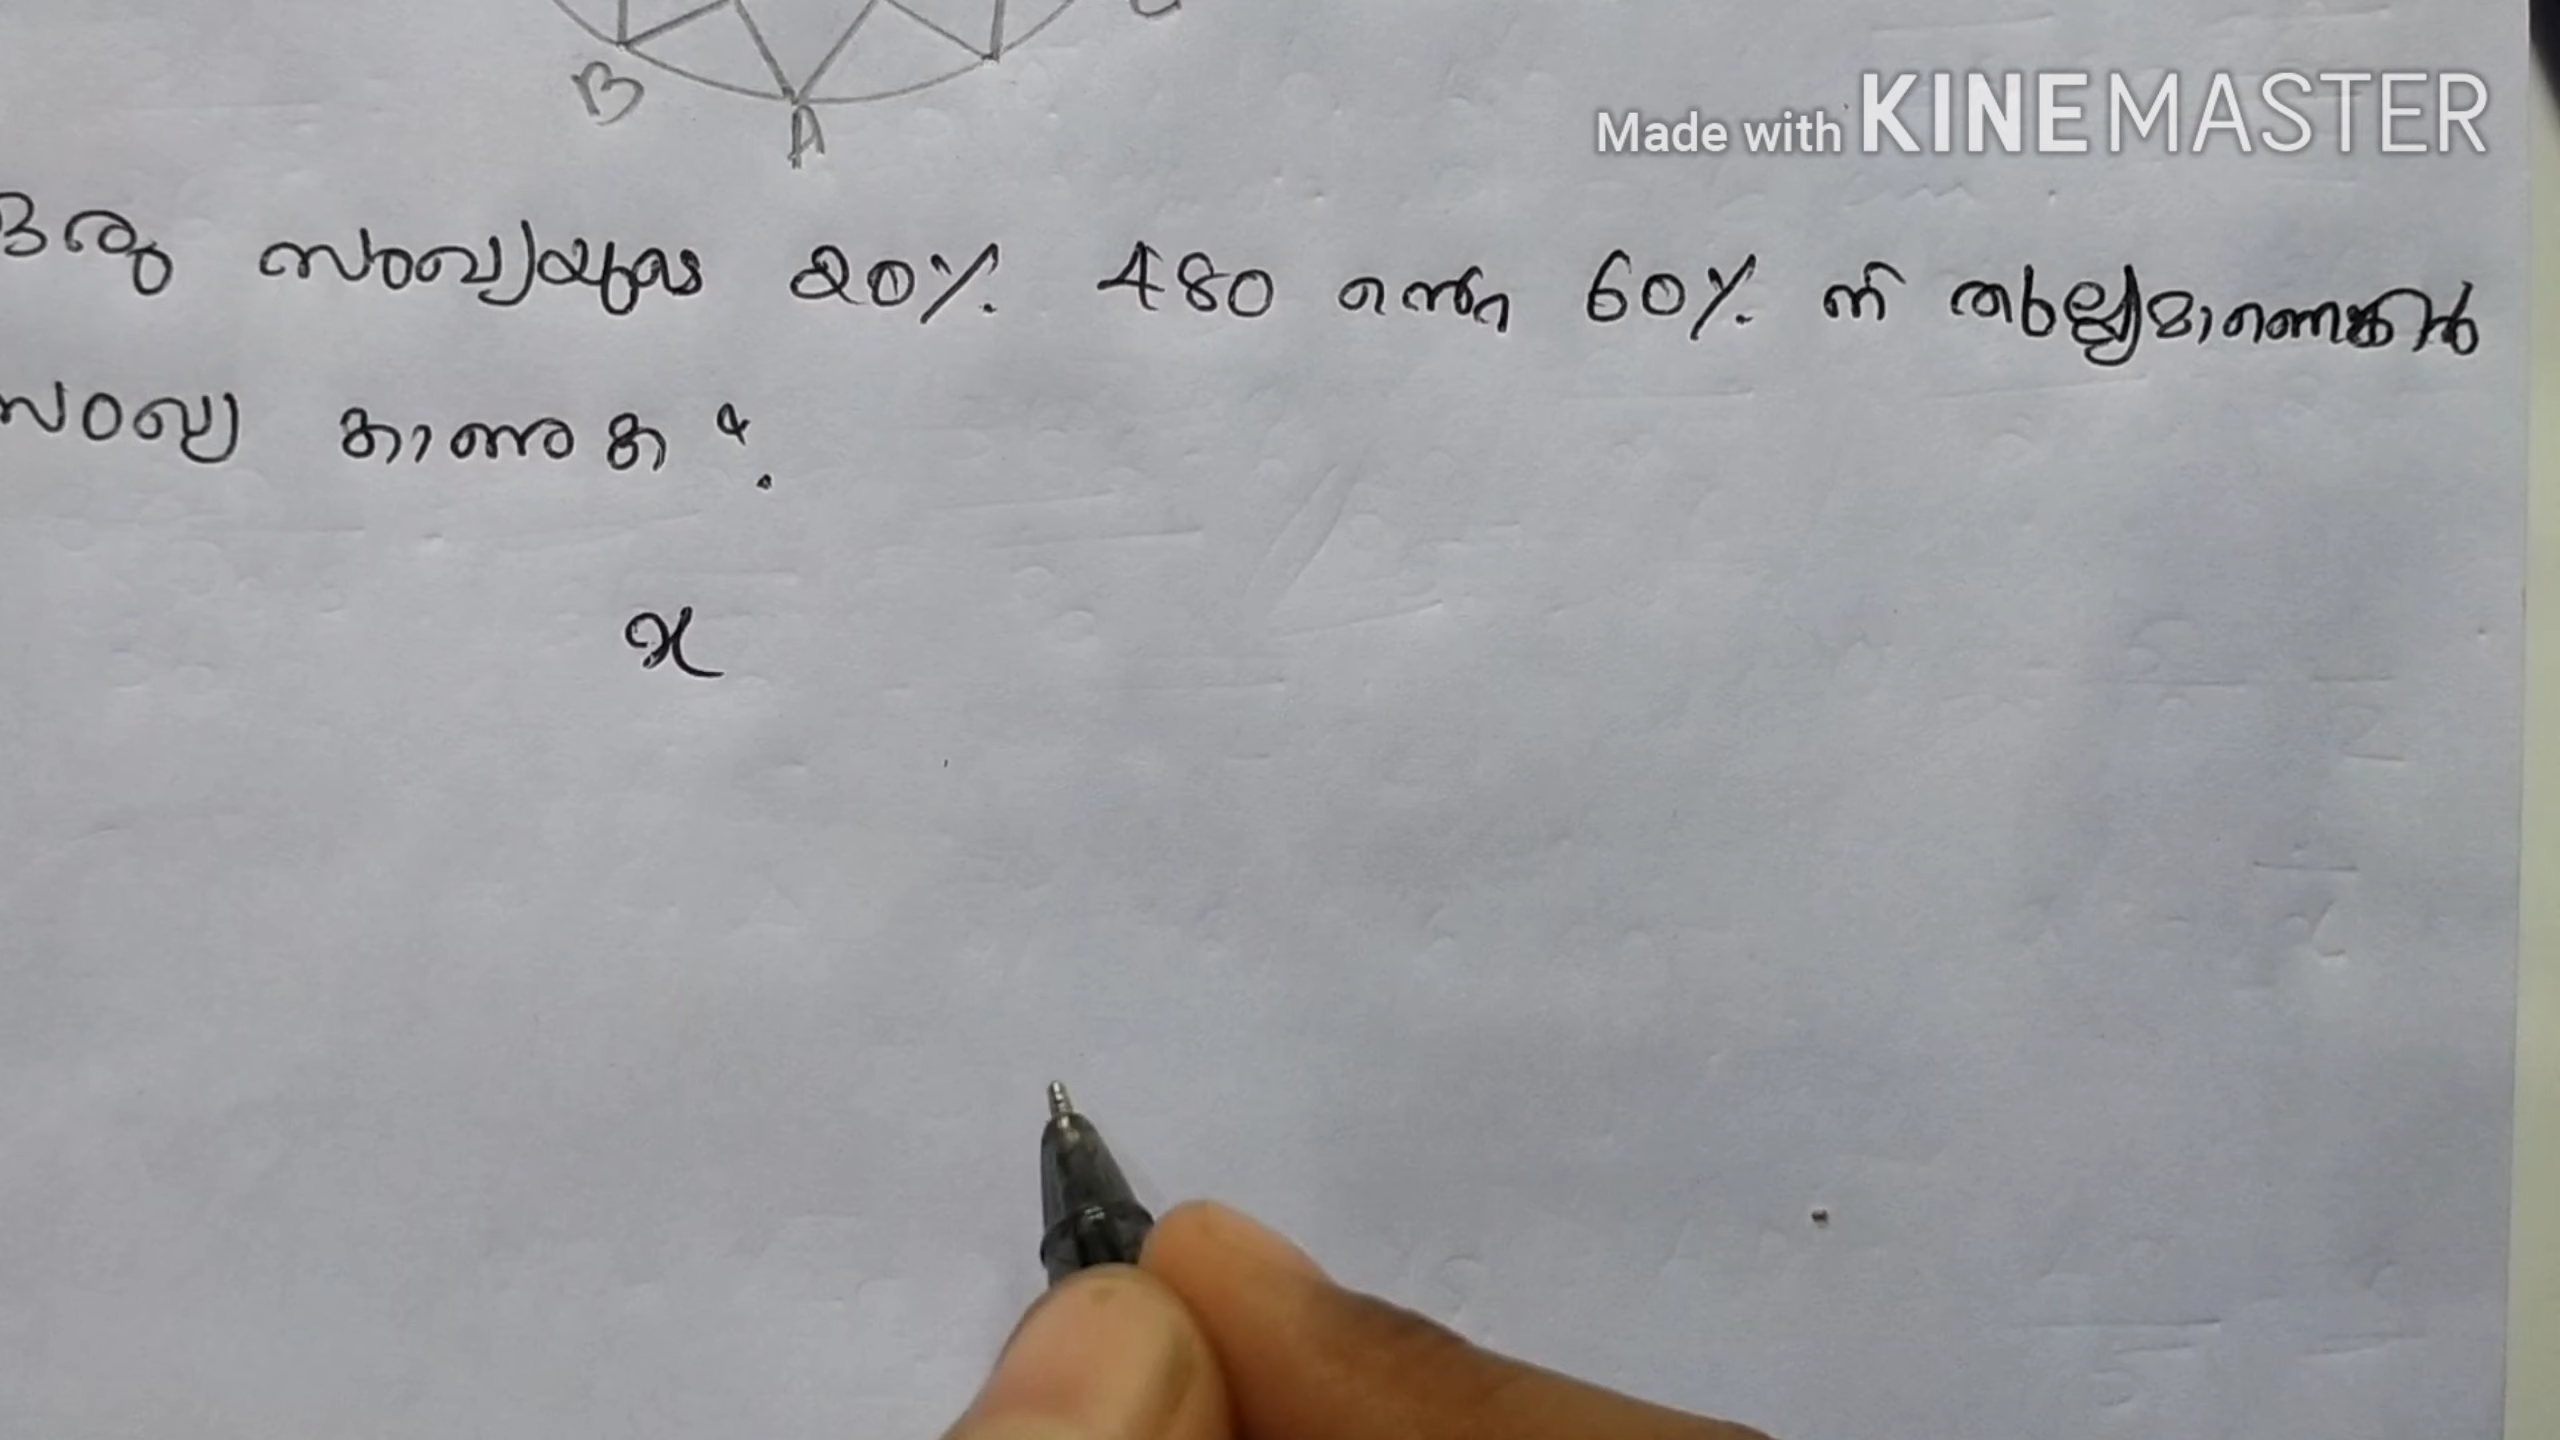 B
A
Made with KINEMASTER
ഒരു സംഖ്യയുടെ 20% 480 ന്റെ 60% ന് തുല്യമാണെങ്കിൽ
സംഖ്യ കാണുക ?
x